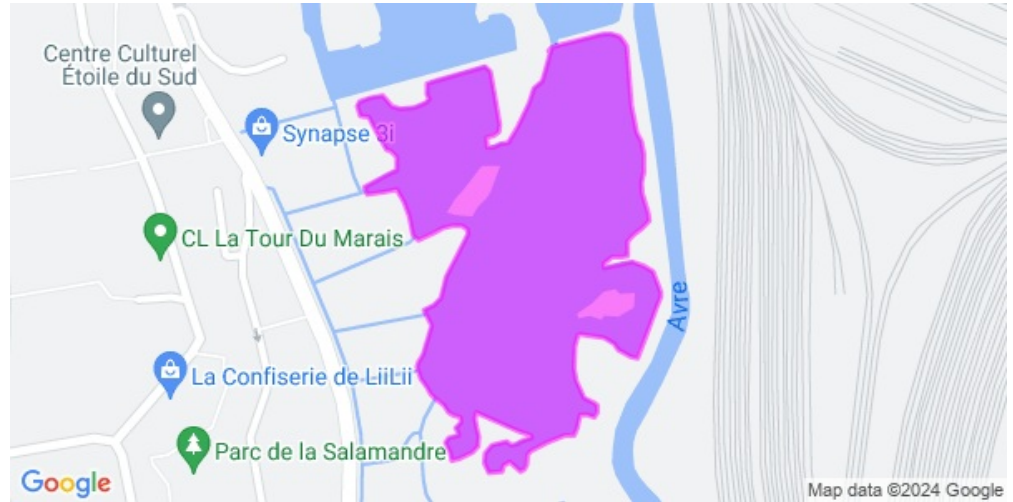 Centre Culturel
Étoile du Sud
Synapse 3i
CL La Tour Du Marais
Avre
La Confiserie de LiiLii
Parc de la Salamandre
Google
Map data ©2024 Google